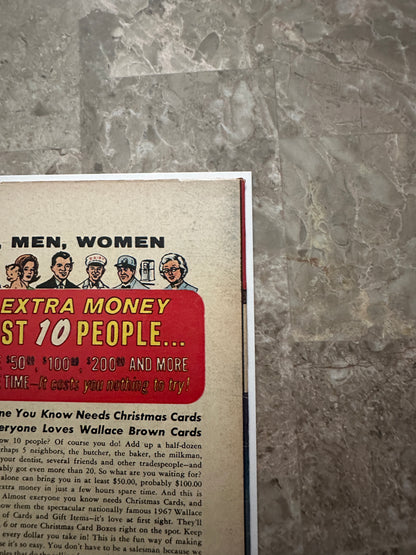 , MEN, WOMEN
EXTRA MONEY
ST 10 PEOPLE...
$50.00, $100.00, $200.00 AND MORE
TIME—It costs you nothing to try!
ne You Know Needs Christmas Cards
eryone Loves Wallace Brown Cards
ow 10 people? Of course you do! Add up a half-dozen
rhaps 5 neighbors, the butcher, the baker, the milkman,
your dentist, several friends and other tradespeople—and
ably got even more than 20. So what are you waiting for?
alone can bring you in at least $50.00, probably $100.00
extra money in just a few hours spare time. And this is
Almost everyone you know needs Christmas Cards, and
how them the spectacular nationally famous 1967 Wallace
of Cards and Gift Items—it's love at first sight. They'll
, 6 or more Christmas Card Boxes right on the spot. Keep
every dollar you take in! This is the fun way of making
se it's so easy. You don't have to be a salesman because we